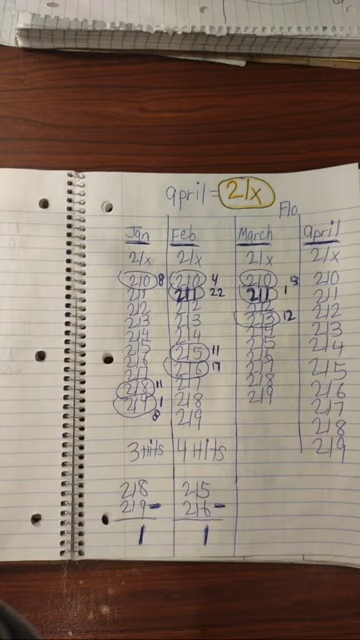 april = 21x
Flo
Jan Feb March April
21x 21x 21x 21x
210 8 210 4 210 210
211 211 22 211 1 211
212 212 212 212
213 213 213 12 213
214 214 214 214
215 215 11 215 215
216 216 17 216 216
217 217 217 217
218 11 218 218 218
219 1 219 219 219
8
3 Hits 4 Hits
218 215
219 - 216 -
1 1